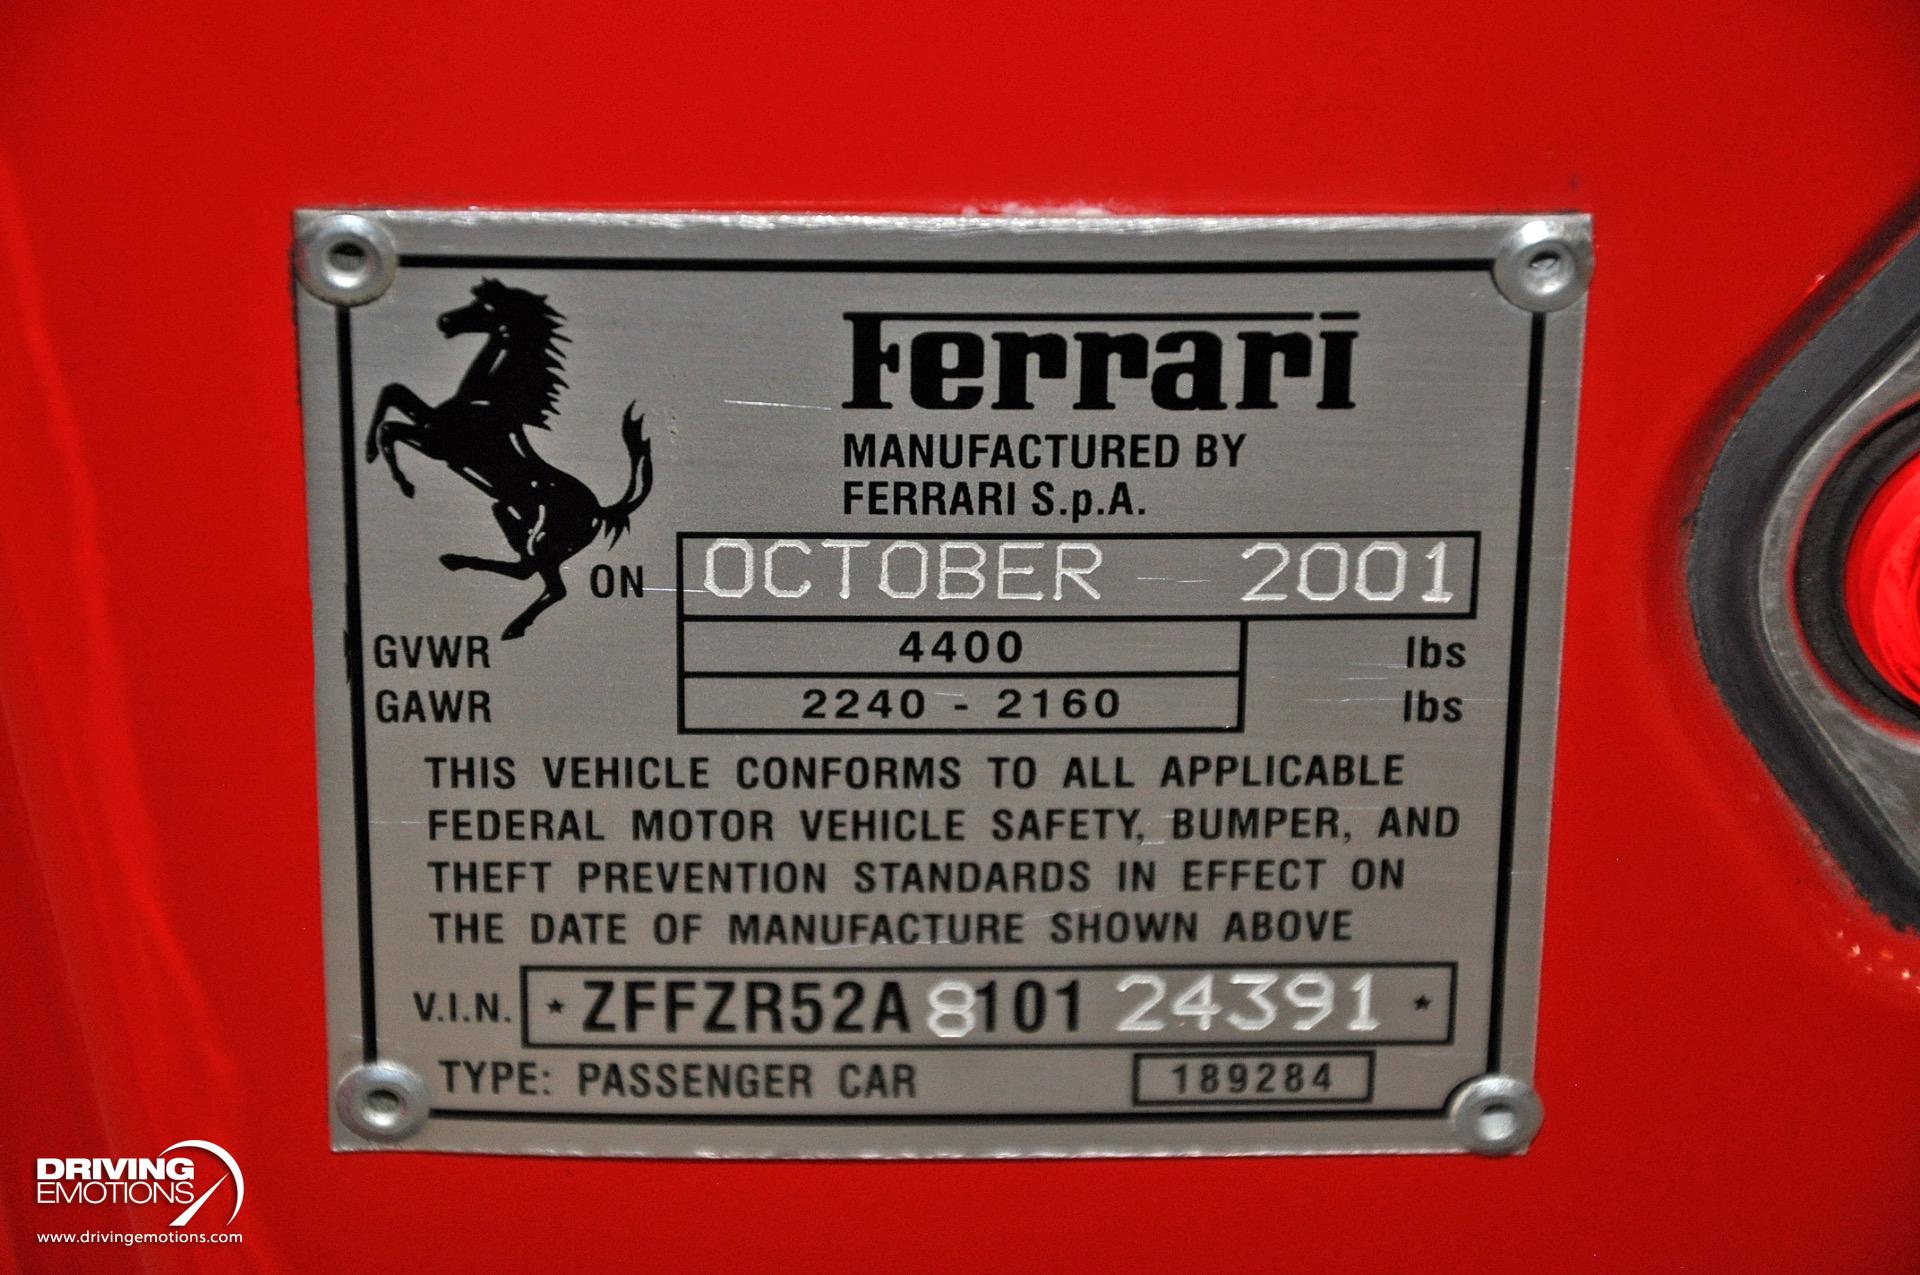 Ferrari
MANUFACTURED BY
FERRARI S.p.A.
ON OCTOBER 2001
GVWR 4400 lbs
GAWR 2240 - 2160 lbs
THIS VEHICLE CONFORMS TO ALL APPLICABLE
FEDERAL MOTOR VEHICLE SAFETY, BUMPER, AND
THEFT PREVENTION STANDARDS IN EFFECT ON
THE DATE OF MANUFACTURE SHOWN ABOVE
V.I.N. * ZFFZR52A8101 24391 *
TYPE: PASSENGER CAR 189284
DRIVING
EMOTIONS
www.drivingemotions.com